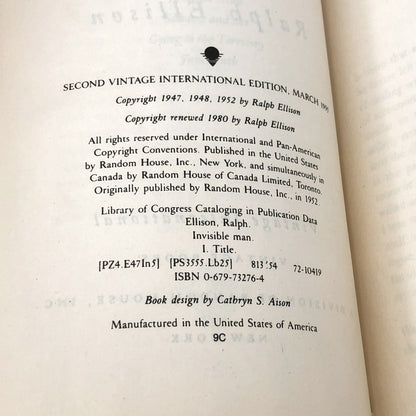 SECOND VINTAGE INTERNATIONAL EDITION, MARCH 1995
Copyright 1947, 1948, 1952 by Ralph Ellison
Copyright renewed 1980 by Ralph Ellison
All rights reserved under International and Pan-American
Copyright Conventions. Published in the United States
by Random House, Inc., New York, and simultaneously in
Canada by Random House of Canada Limited, Toronto.
Originally published by Random House, Inc., in 1952.
Library of Congress Cataloging in Publication Data
Ellison, Ralph.
Invisible man.
I. Title.
[PZ4.E47In5] [PS3555.Lb25] 813'54 72-10419
ISBN 0-679-73276-4
Book design by Cathryn S. Aison
Manufactured in the United States of America
9C